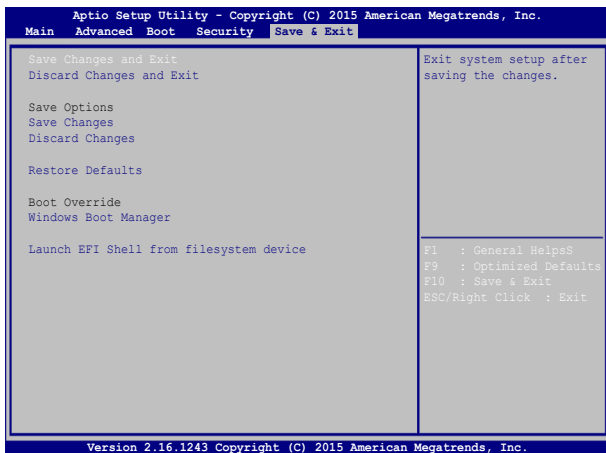 Aptio Setup Utility - Copyright (C) 2015 American Megatrends, Inc.
Main Advanced Boot Security Save & Exit
Save Changes and Exit
Discard Changes and Exit
Save Options
Save Changes
Discard Changes
Restore Defaults
Boot Override
Windows Boot Manager
Launch EFI Shell from filesystem device
Exit system setup after
saving the changes.
F1 : General HelpsS
F9 : Optimized Defaults
F10 : Save & Exit
ESC/Right Click : Exit
Version 2.16.1243 Copyright (C) 2015 American Megatrends, Inc.